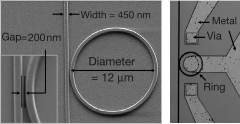 Width = 450 nm
Gap=200nm
Diameter
= 12 µm
Metal
Via
Ring